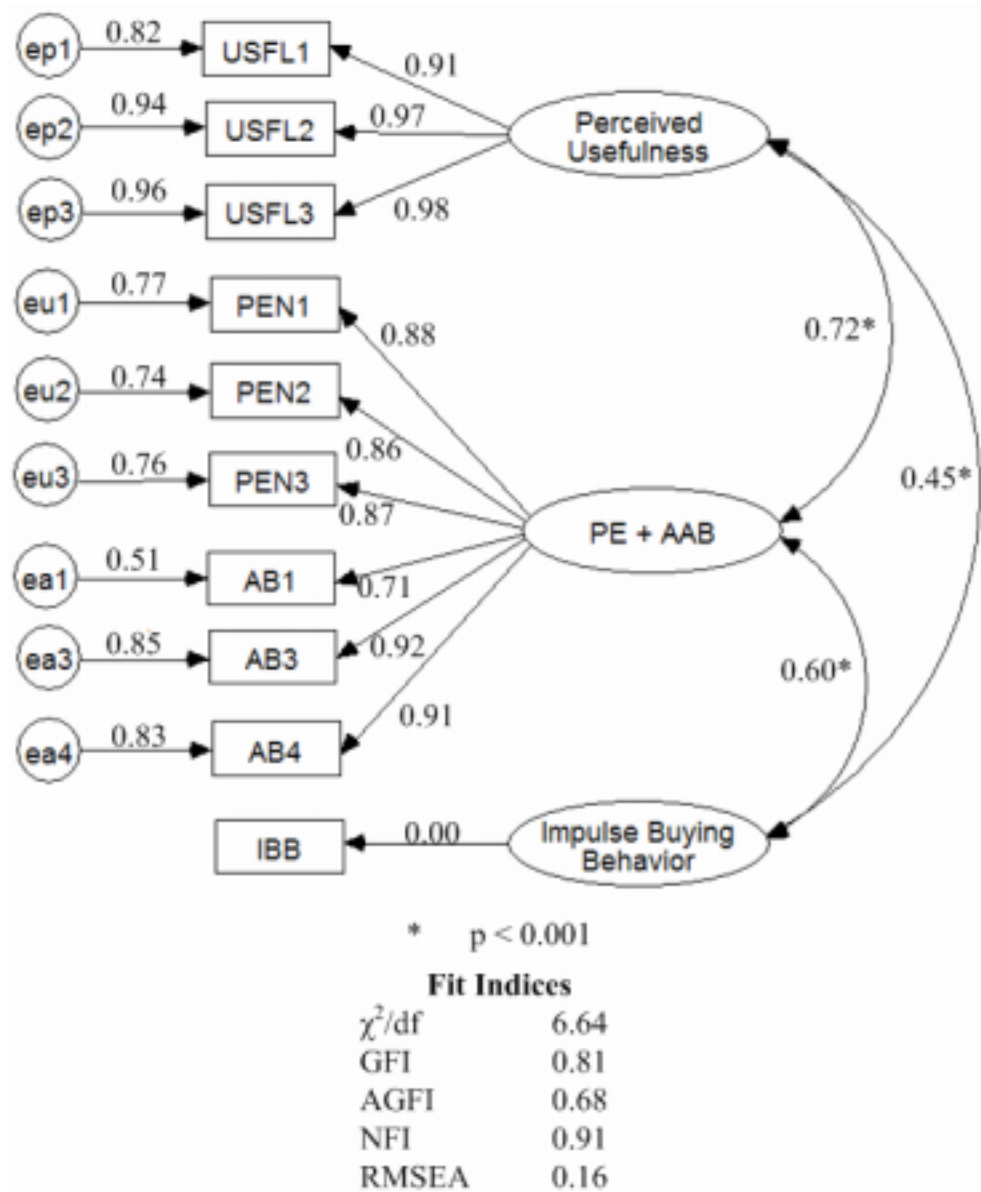 ep1 0.82 USFL1 0.91
ep2 0.94 USFL2 0.97
Perceived
Usefulness
ep3 0.96 USFL3 0.98
eu1 0.77 PEN1 0.88
0.72*
eu2 0.74 PEN2 0.86
eu3 0.76 PEN3 0.87
0.45*
PE + AAB
ea1 0.51 AB1 0.71
ea3 0.85 AB3 0.92
0.60*
ea4 0.83 AB4 0.91
IBB 0.00
Impulse Buying
Behavior
* p < 0.001
Fit Indices
χ²/df 6.64
GFI 0.81
AGFI 0.68
NFI 0.91
RMSEA 0.16